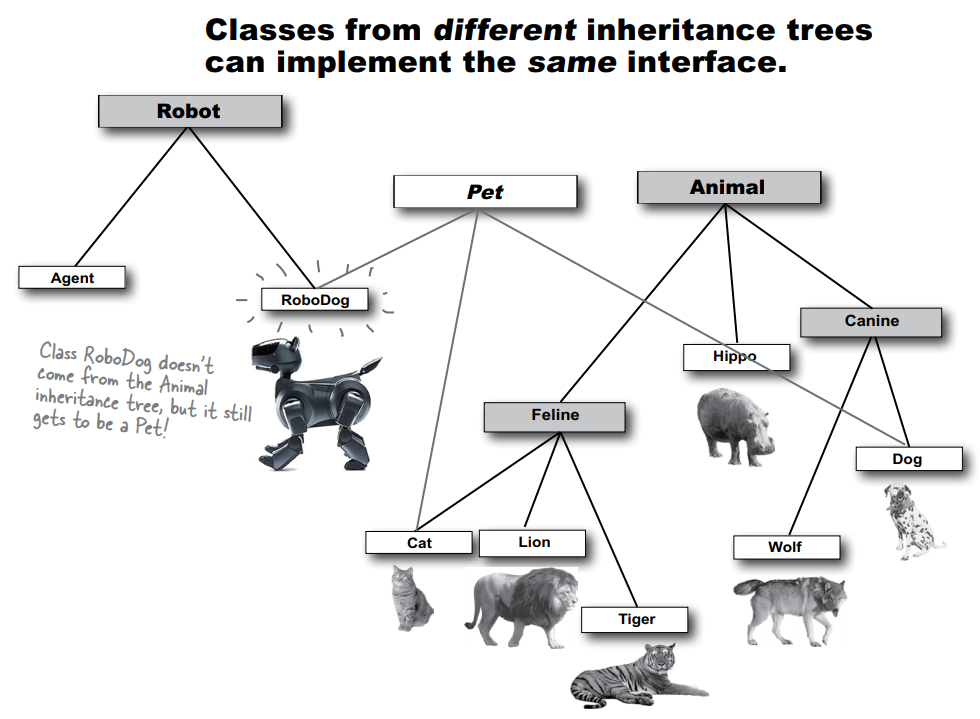 Classes from different inheritance trees
can implement the same interface.
Robot
Pet
Animal
Agent
RoboDog
Canine
Hippo
Class RoboDog doesn't
come from the Animal
inheritance tree, but it still
gets to be a Pet!
Feline
Dog
Cat
Lion
Wolf
Tiger